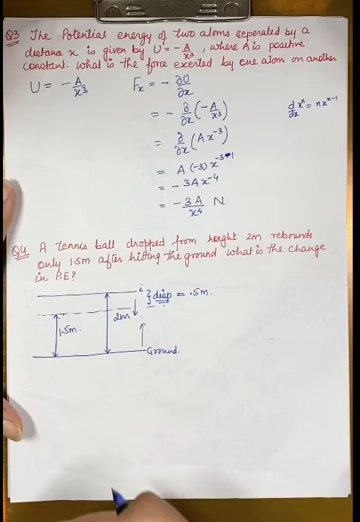 Q3 The Potential energy of two atoms seperated by a
distance x is given by U = -A/x³, where A is positive
constant. what is the force exerted by one atom on another
U = -A/x³ Fx = -∂U/∂x
= -∂/∂x (-A/x³) d/dx xⁿ = n xⁿ⁻¹
= ∂/∂x (A x⁻³)
= A (-3) x⁻³⁻¹
= -3A x⁻⁴
= -3A/x⁴ N
Q4 A tennis ball dropped from height 2m rebounds
only 1.5m after hitting the ground what is the change
in PE?
i
} disp = .5m.
1.5m. 2m
Ground.